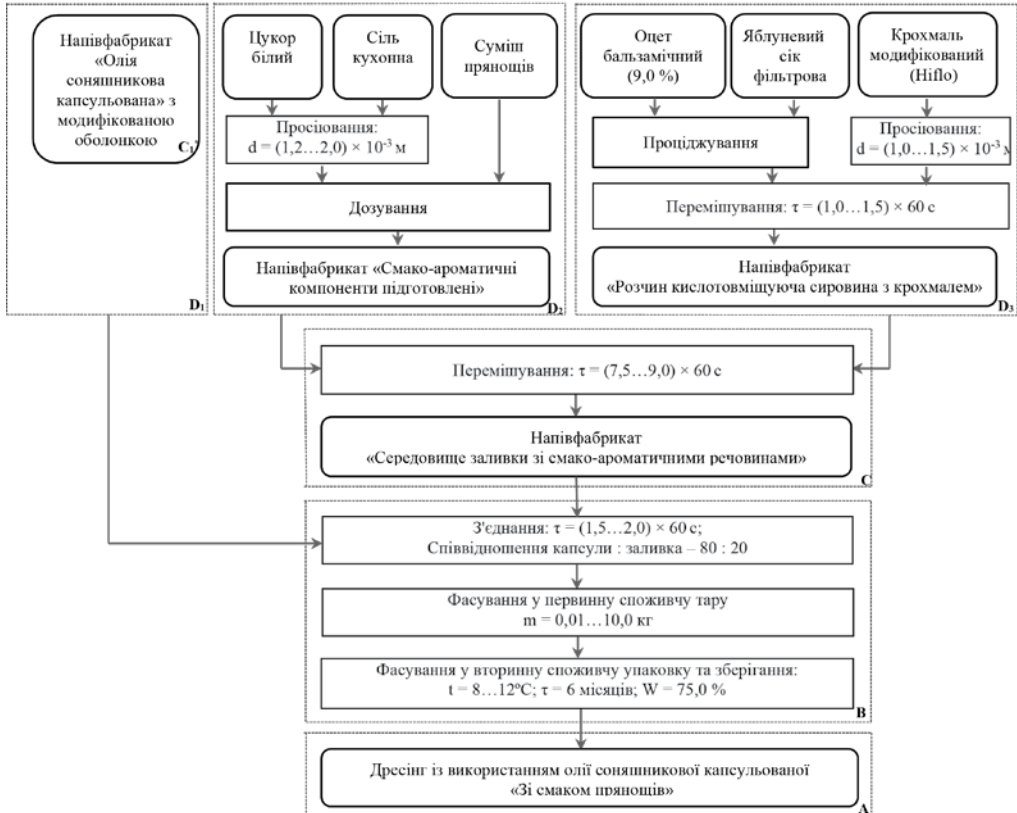 Напівфабрикат
«Олія
соняшникова
капсульована» з
модифікованою
оболонкою
C₁'
D₁
Цукор
білий
Сіль
кухонна
Суміш
прянощів
Просіювання:
d = (1,2…2,0) × 10⁻³ м
Дозування
Напівфабрикат «Смако-ароматичні
компоненти підготовлені»
D₂
Оцет
бальзамічний
(9,0 %)
Яблуневий
сік
фільтрова
Крохмаль
модифікований
(Hiflo)
Проціджування
Просіювання:
d = (1,0…1,5) × 10⁻³ м
Перемішування: τ = (1,0…1,5) × 60 с
Напівфабрикат
«Розчин кислотовміщуюча сировина з крохмалем»
D₃
Перемішування: τ = (7,5…9,0) × 60 с
Напівфабрикат
«Середовище заливки зі смако-ароматичними речовинами»
C
З'єднання: τ = (1,5…2,0) × 60 с;
Співвідношення капсули : заливка – 80 : 20
Фасування у первинну споживчу тару
m = 0,01…10,0 кг
Фасування у вторинну споживчу упаковку та зберігання:
t = 8…12ºC; τ = 6 місяців; W = 75,0 %
B
Дресінг із використанням олії соняшникової капсульованої
«Зі смаком прянощів»
A